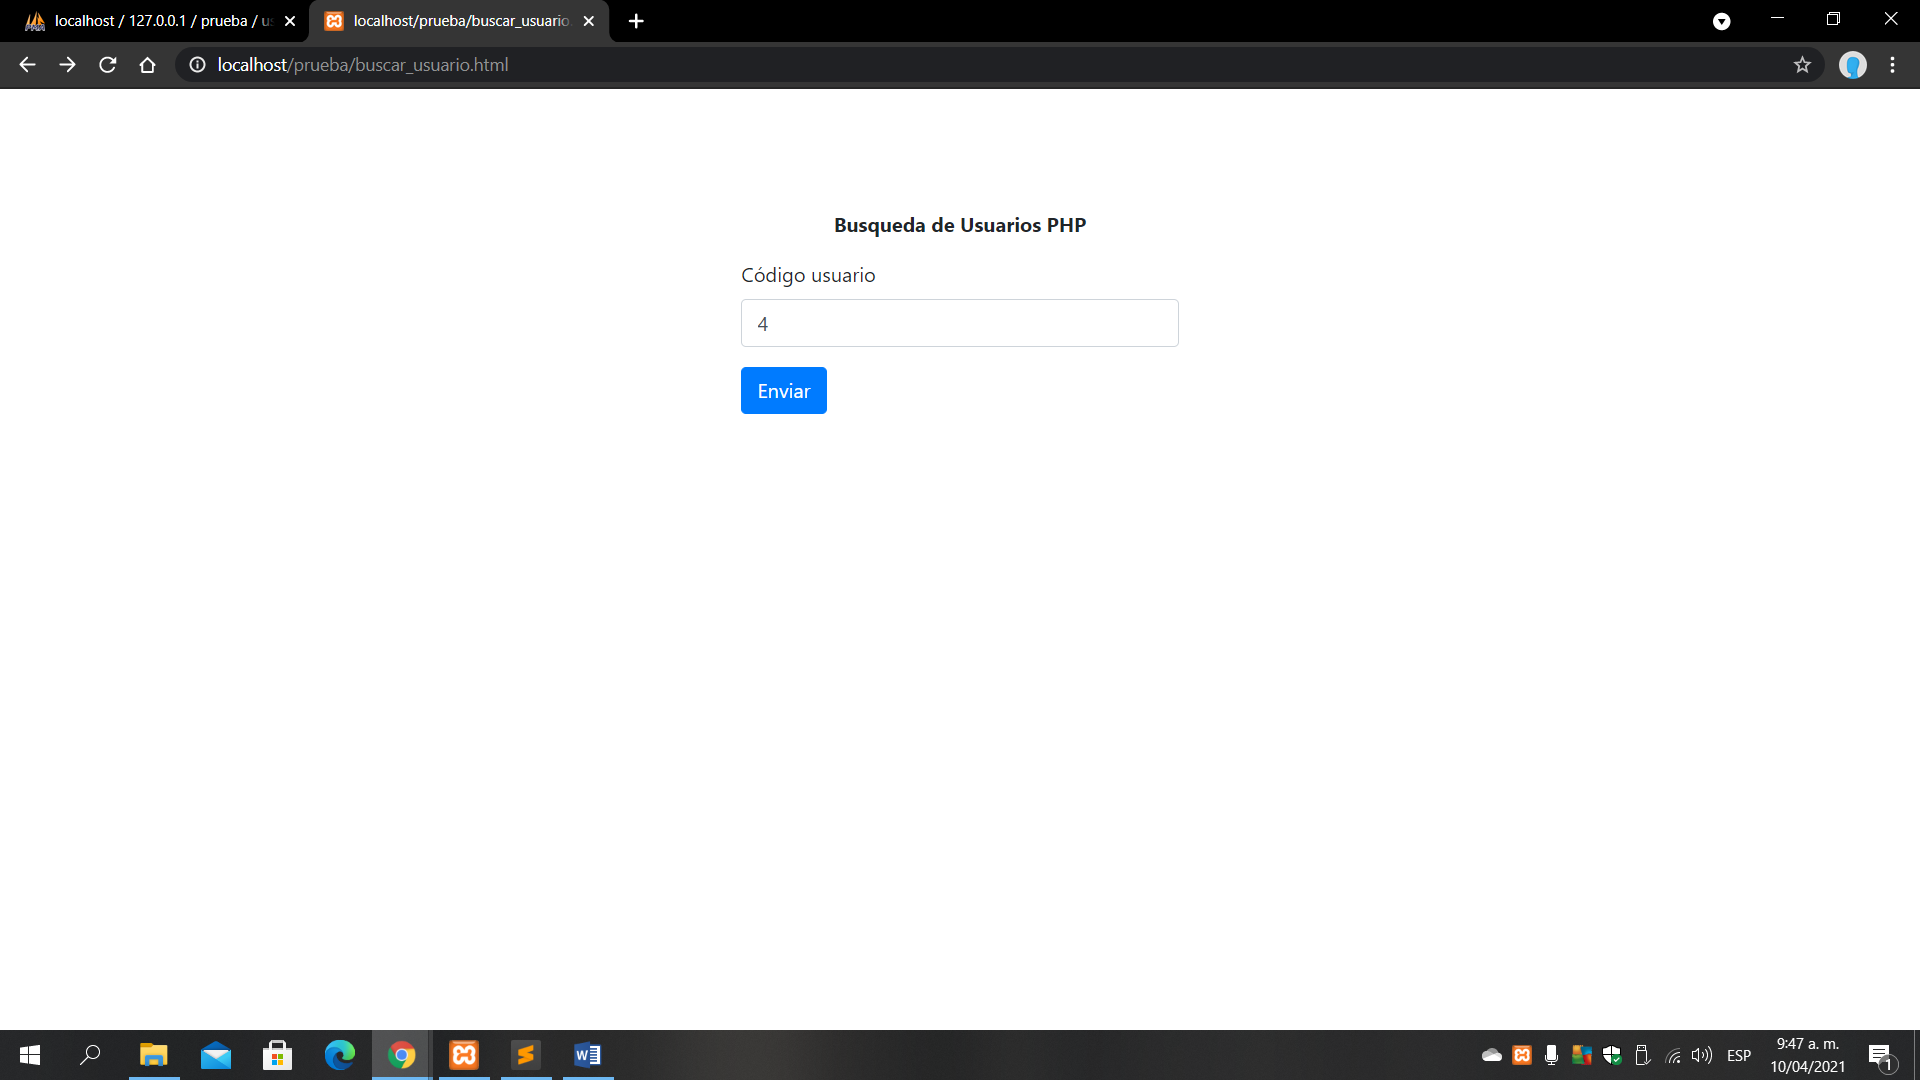 localhost / 127.0.0.1 / prueba / us
localhost/prueba/buscar_usuario.
localhost/prueba/buscar_usuario.html
Busqueda de Usuarios PHP
Código usuario
4
Enviar
ESP
9:47 a. m.
10/04/2021
1